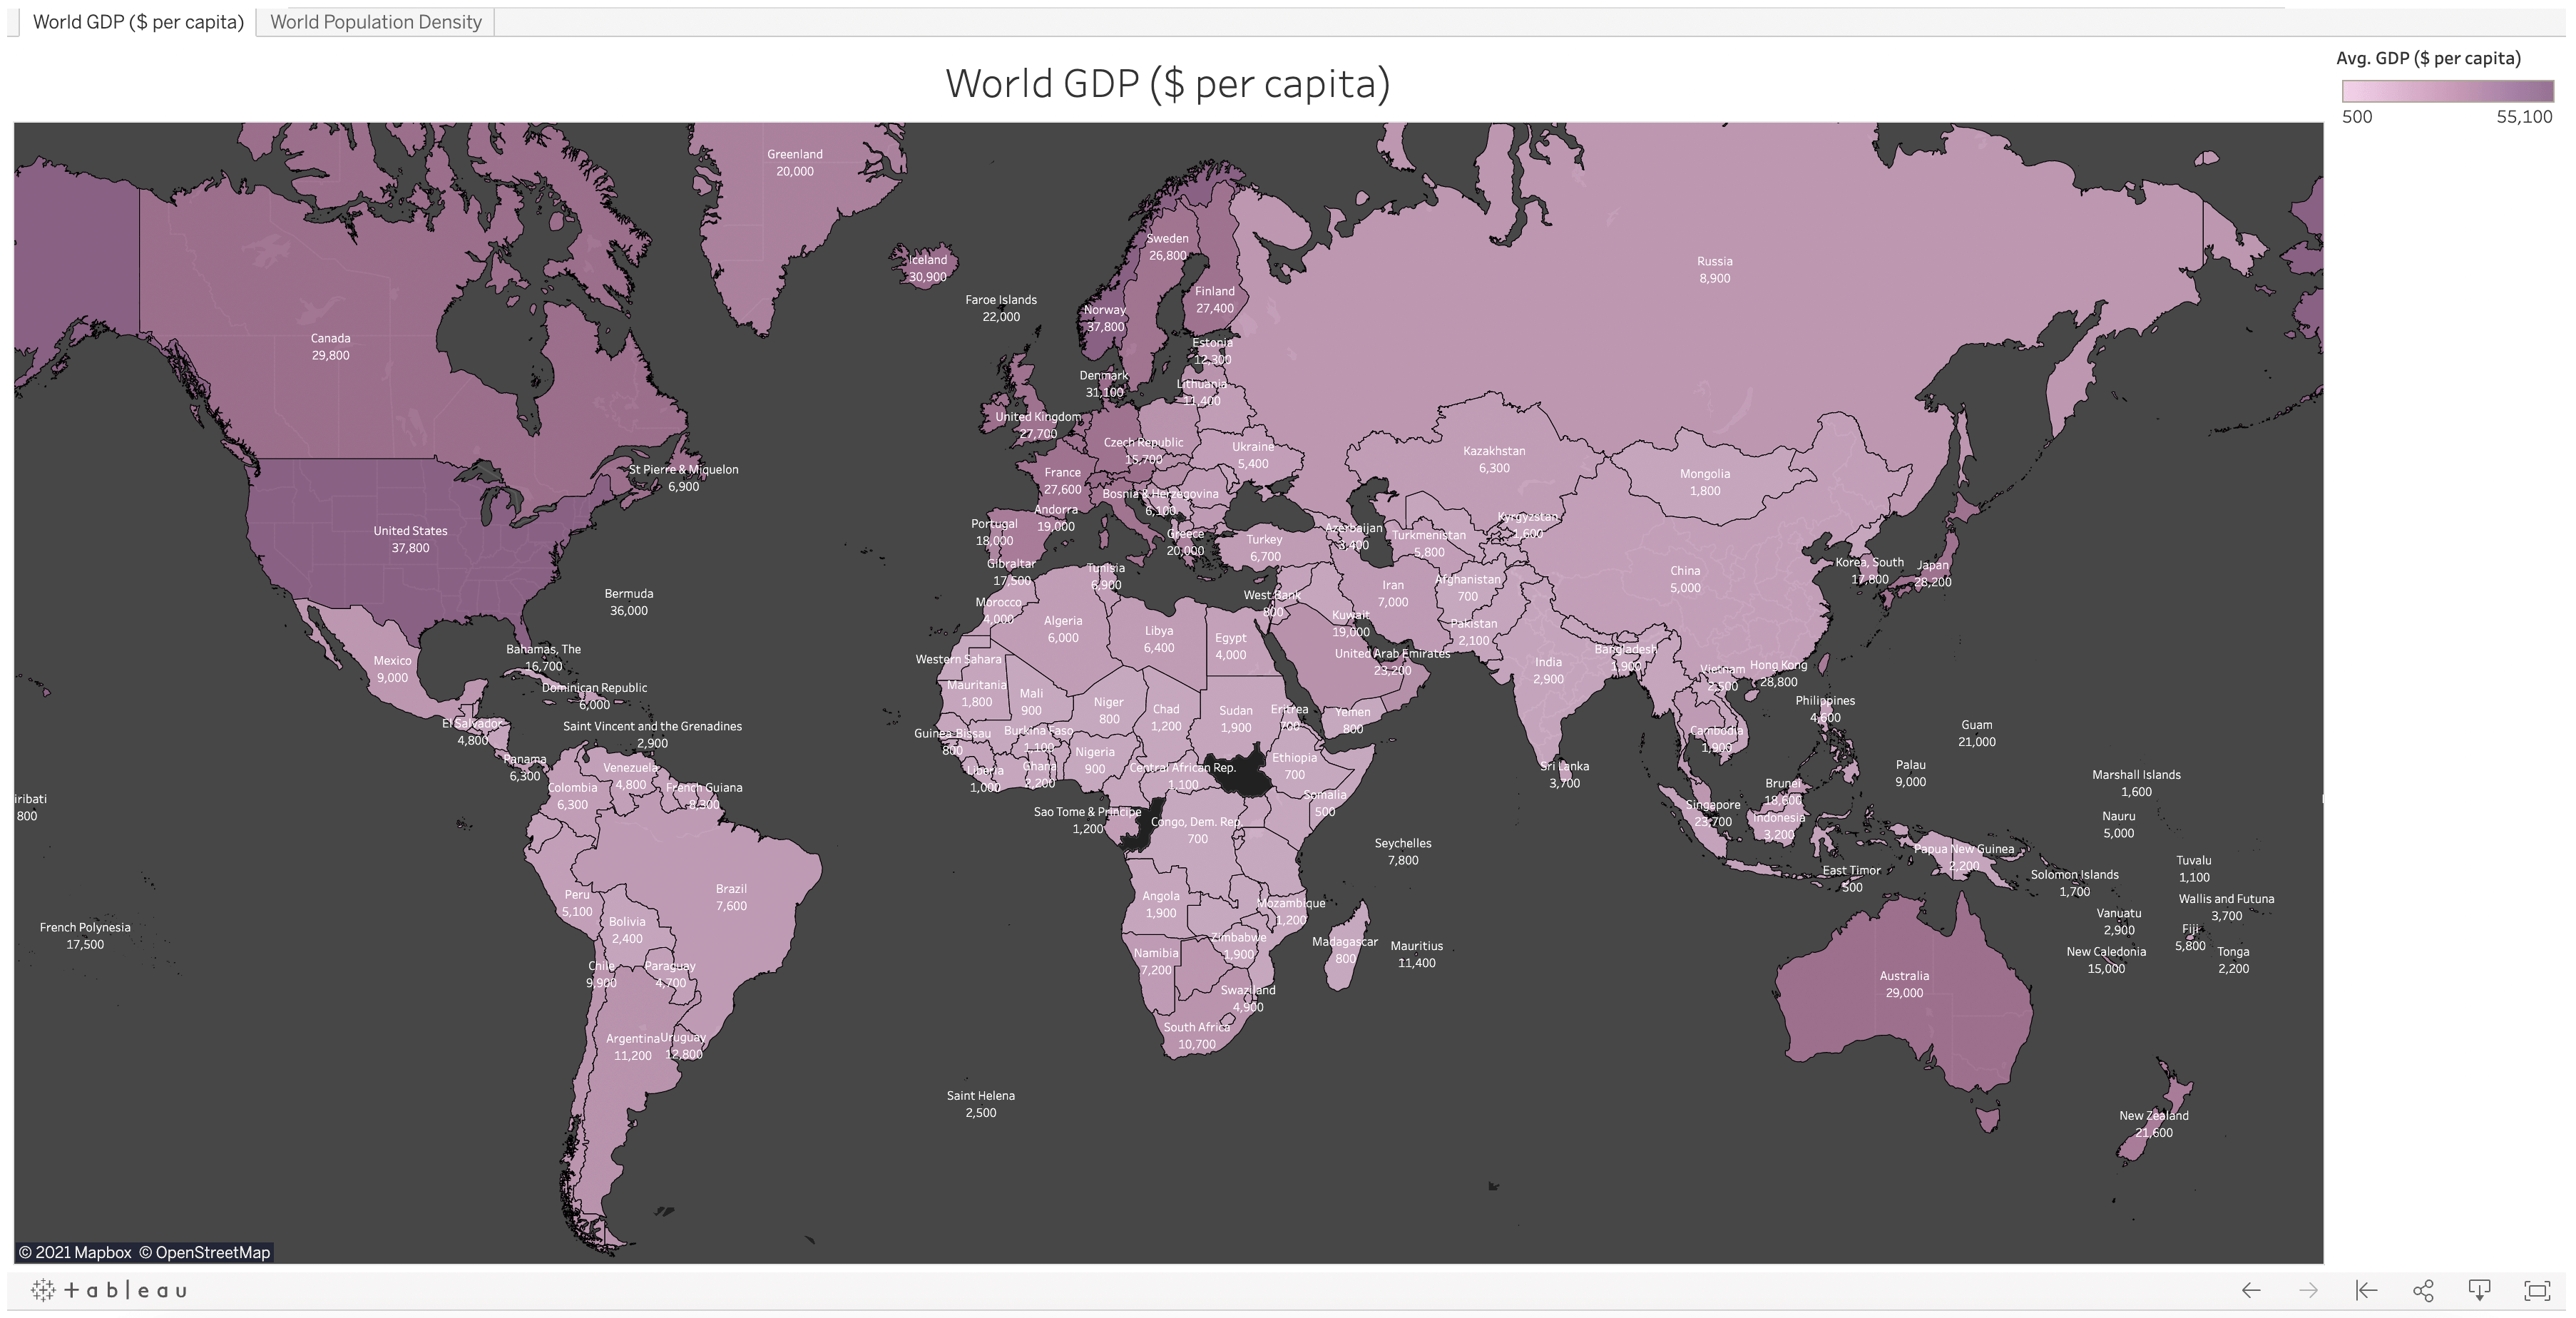 World GDP ($ per capita)
World Population Density
World GDP ($ per capita)
Avg. GDP ($ per capita)
500
55,100
Greenland
20,000
Iceland
30,900
Faroe Islands
22,000
Sweden
26,800
Finland
27,400
Norway
37,800
Russia
8,900
Estonia
12,300
Denmark
31,100
Lithuania
11,400
Canada
29,800
United Kingdom
27,700
Czech Republic
15,700
Ukraine
5,400
Kazakhstan
6,300
Mongolia
1,800
St Pierre & Miquelon
6,900
France
27,600
Bosnia & Herzegovina
6,100
Andorra
19,000
Portugal
18,000
Greece
20,000
Turkey
6,700
Azerbaijan
3,400
Turkmenistan
5,800
Kyrgyzstan
1,600
United States
37,800
Gibraltar
17,500
Tunisia
6,900
China
5,000
Korea, South
17,800
Japan
28,200
Bermuda
36,000
Morocco
4,000
Algeria
6,000
Libya
6,400
Egypt
4,000
West Bank
800
Iran
7,000
Afghanistan
700
Kuwait
19,000
Pakistan
2,100
Bahamas, The
16,700
Mexico
9,000
Western Sahara
United Arab Emirates
23,200
India
2,900
Bangladesh
1,900
Vietnam
2,500
Hong Kong
28,800
Dominican Republic
6,000
Mauritania
1,800
Mali
900
Niger
800
Chad
1,200
Sudan
1,900
Eritrea
700
Yemen
800
Philippines
4,600
Guam
21,000
El Salvador
4,800
Saint Vincent and the Grenadines
2,900
Guinea Bissau
800
Burkina Faso
1,100
Nigeria
900
Cambodia
1,900
Panama
6,300
Venezuela
4,800
Colombia
6,300
French Guiana
8,300
Liberia
1,000
Ghana
2,200
Central African Rep.
1,100
Ethiopia
700
Somalia
500
Sri Lanka
3,700
Palau
9,000
Marshall Islands
1,600
iribati
800
Sao Tome & Principe
1,200
Congo, Dem. Rep.
700
Singapore
23,700
Brunei
18,600
Indonesia
3,200
Nauru
5,000
Seychelles
7,800
Papua New Guinea
2,200
East Timor
500
Solomon Islands
1,700
Tuvalu
1,100
Brazil
7,600
Peru
5,100
Bolivia
2,400
Angola
1,900
Mozambique
1,200
Wallis and Futuna
3,700
Vanuatu
2,900
Fiji
5,800
French Polynesia
17,500
Zimbabwe
1,900
Madagascar
800
Mauritius
11,400
New Caledonia
15,000
Tonga
2,200
Chile
9,900
Paraguay
4,700
Namibia
7,200
Swaziland
4,900
Australia
29,000
South Africa
10,700
Argentina
11,200
Uruguay
12,800
Saint Helena
2,500
New Zealand
21,600
© 2021 Mapbox © OpenStreetMap
+ableau